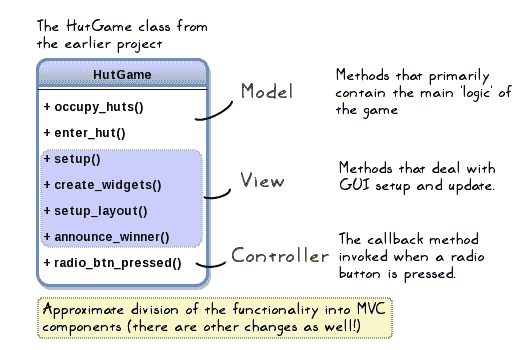 The HutGame class from
the earlier project
HutGame
+ occupy_huts()
+ enter_hut()
+ setup()
+ create_widgets()
+ setup_layout()
+ announce_winner()
+ radio_btn_pressed()
Model
Methods that primarily
contain the main 'logic' of
the game
View
Methods that deal with
GUI setup and update.
Controller
The callback method
invoked when a radio
button is pressed.
Approximate division of the functionality into MVC
components (there are other changes as well!)